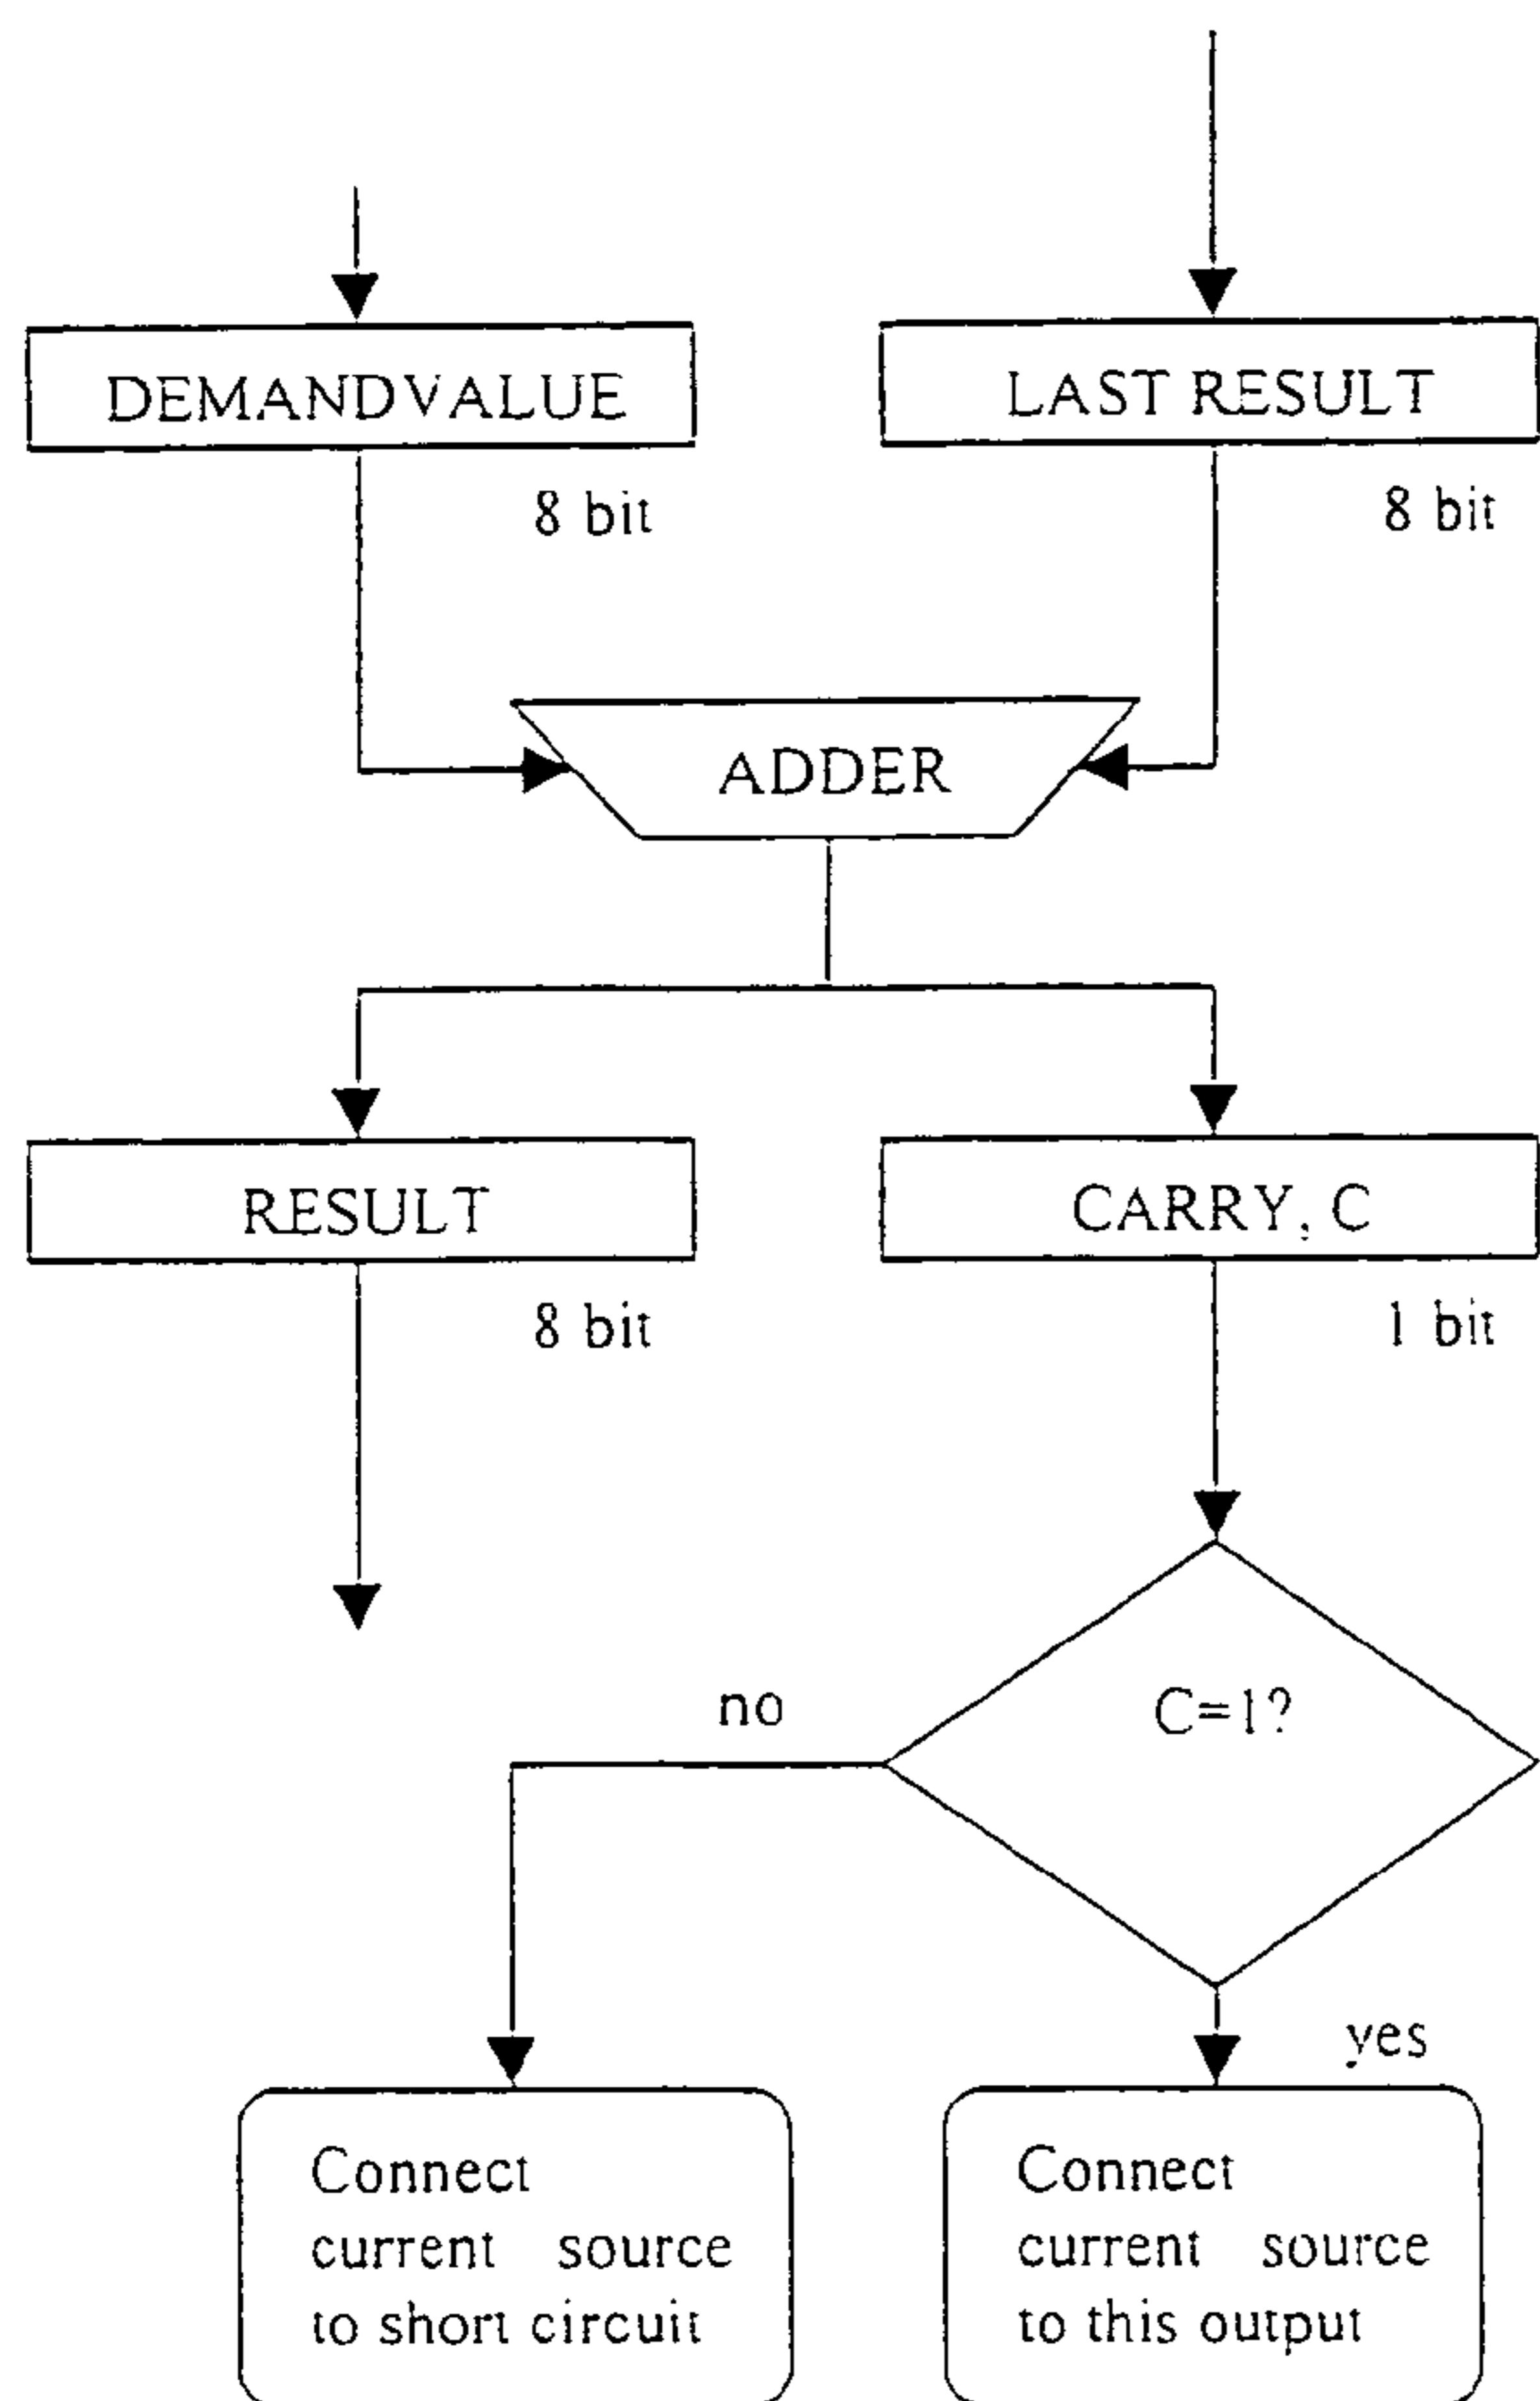 DEMANDVALUE
LAST RESULT
8 bit
8 bit
ADDER
RESULT
CARRY, C
8 bit
1 bit
C=1?
no
yes
Connect
current source
to short circuit
Connect
current source
to this output